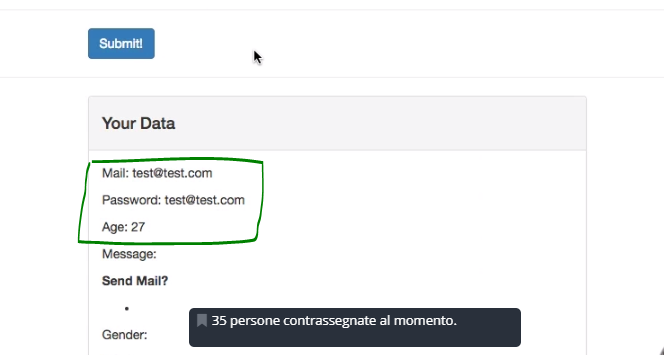 Submit!
Your Data
Mail: test@test.com
Password: test@test.com
Age: 27
Message:
Send Mail?
Gender:
35 persone contrassegnate al momento.